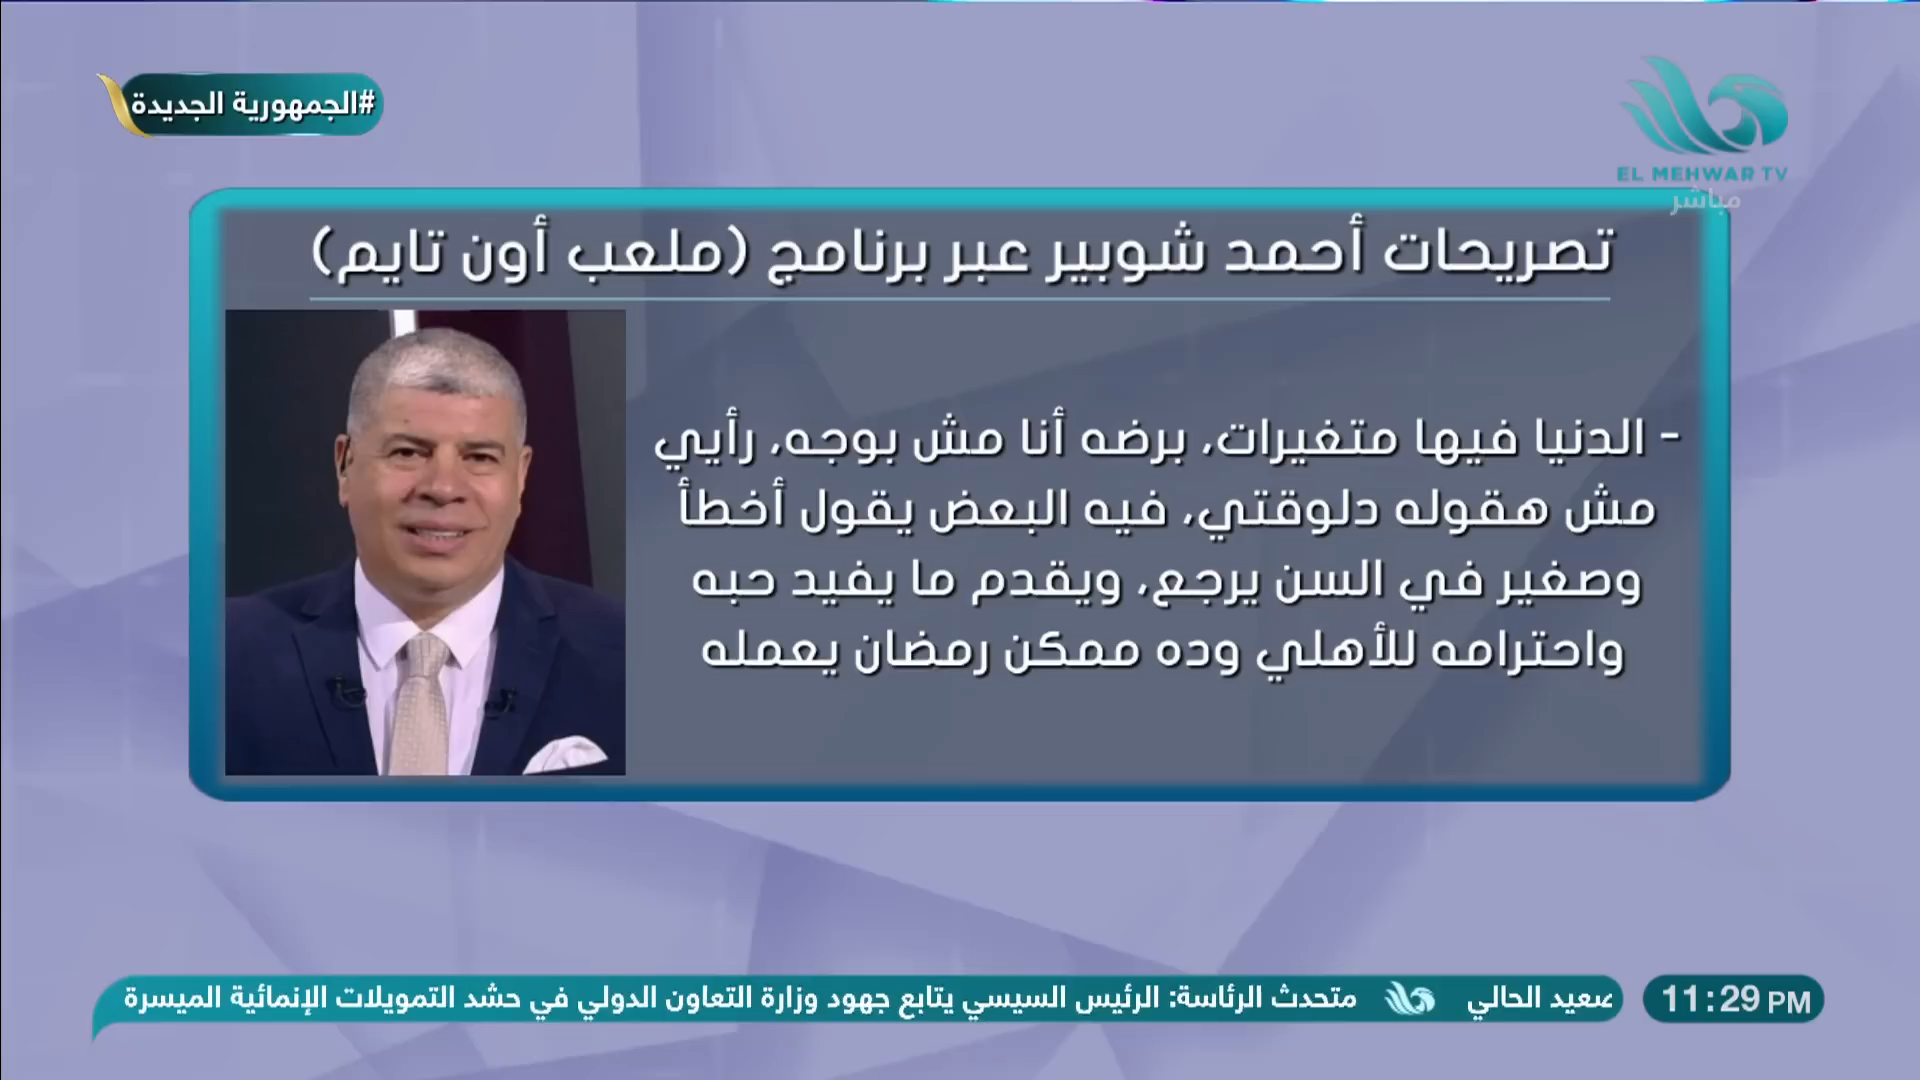 #الجمهورية الجديدة
EL MEHWAR TV
مباشر
تصريحات أحمد شوبير عبر برنامج (ملعب أون تايم)
- الدنيا فيها متغيرات، برضه أنا مش بوجه، رأيي
مش هقوله دلوقتي، فيه البعض يقول أخطأ
وصغير في السن يرجع، ويقدم ما يفيد حبه
واحترامه للأهلي وده ممكن رمضان يعمله
صعيد الحالي متحدث الرئاسة: الرئيس السيسي يتابع جهود وزارة التعاون الدولي في حشد التمويلات الإنمائية الميسرة
11:29 PM